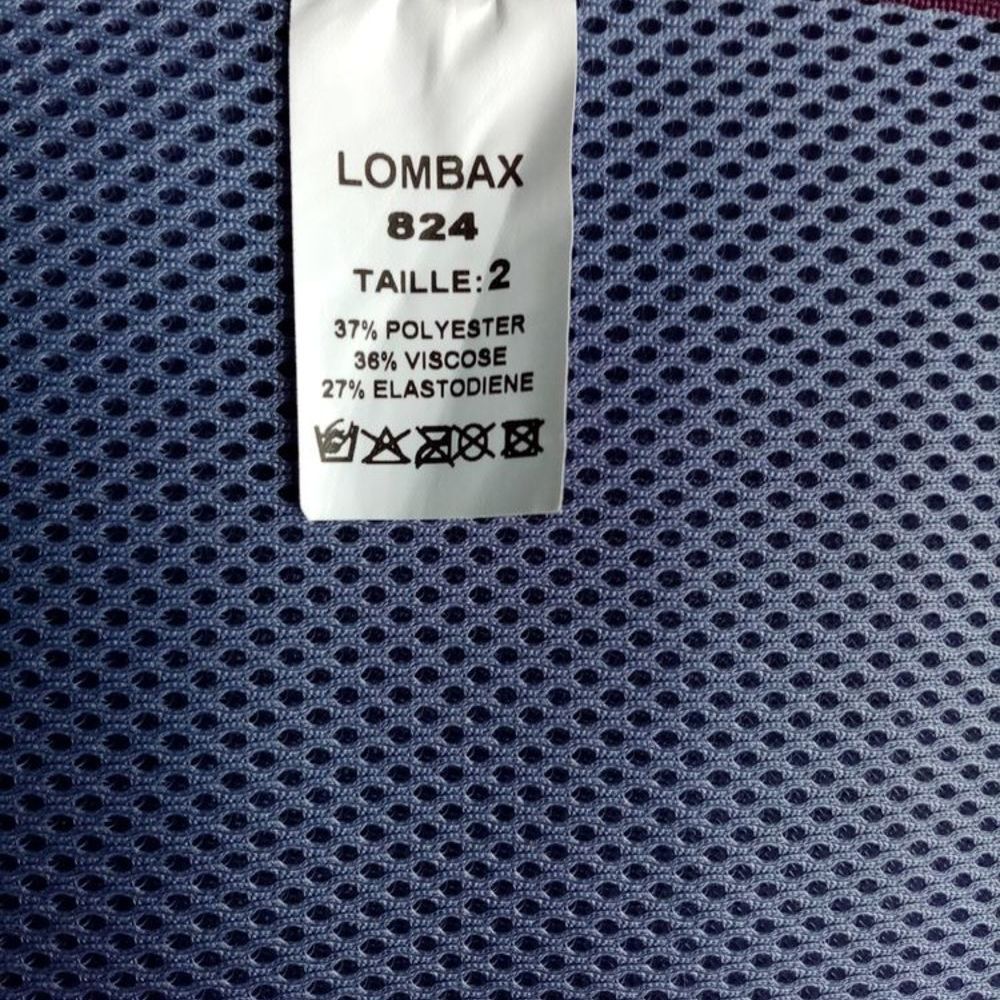 LOMBAX
824
TAILLE: 2
37% POLYESTER
36% VISCOSE
27% ELASTODIENE